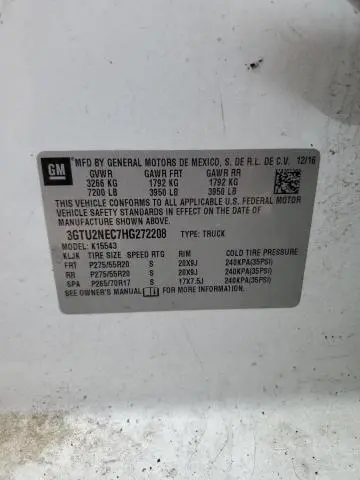 GM
MFD BY GENERAL MOTORS DE MEXICO, S. DE R.L. DE C.V. 12/16
GVWR GAWR FRT GAWR RR
3266 KG 1792 KG 1792 KG
7200 LB 3950 LB 3950 LB
THIS VEHICLE CONFORMS TO ALL APPLICABLE U.S. FEDERAL MOTOR
VEHICLE SAFETY STANDARDS IN EFFECT ON THE DATE OF
MANUFACTURE SHOWN ABOVE.
3GTU2NEC7HG272208 TYPE: TRUCK
MODEL: K15543
KLJK TIRE SIZE SPEED RTG RIM COLD TIRE PRESSURE
FRT P275/55R20 S 20X9J 240KPA(35PSI)
RR P275/55R20 S 20X9J 240KPA(35PSI)
SPA P265/70R17 S 17X7.5J 240KPA(35PSI)
SEE OWNER'S MANUAL FOR MORE INFORMATION.